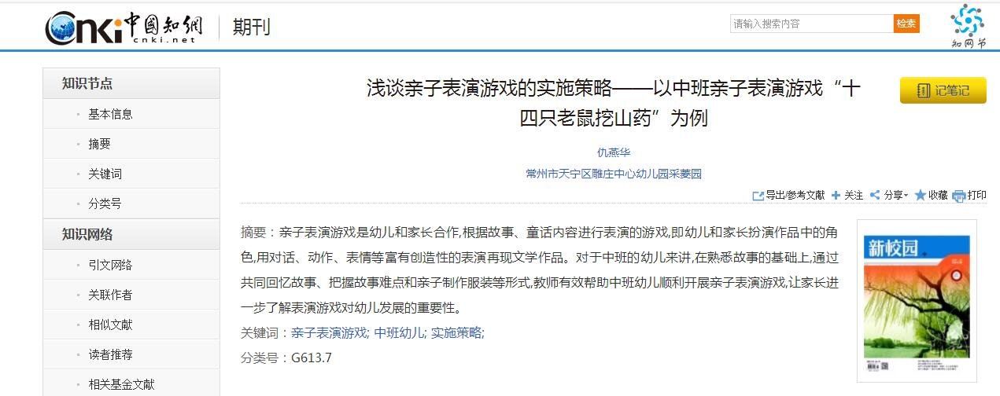 Cnki中國知網
cnki.net
期刊
请输入搜索内容
检索
知网节
知识节点
基本信息
摘要
关键词
分类号
知识网络
引文网络
关联作者
相似文献
读者推荐
相关基金文献
浅谈亲子表演游戏的实施策略——以中班亲子表演游戏“十
四只老鼠挖山药”为例
记笔记
仇燕华
常州市天宁区雕庄中心幼儿园采菱园
导出/参考文献 关注 分享 收藏 打印
摘要：亲子表演游戏是幼儿和家长合作,根据故事、童话内容进行表演的游戏,即幼儿和家长扮演作品中的角
色,用对话、动作、表情等富有创造性的表演再现文学作品。对于中班的幼儿来讲,在熟悉故事的基础上,通过
共同回忆故事、把握故事难点和亲子制作服装等形式,教师有效帮助中班幼儿顺利开展亲子表演游戏,让家长进
一步了解表演游戏对幼儿发展的重要性。
关键词：亲子表演游戏; 中班幼儿; 实施策略;
分类号：G613.7
新校园